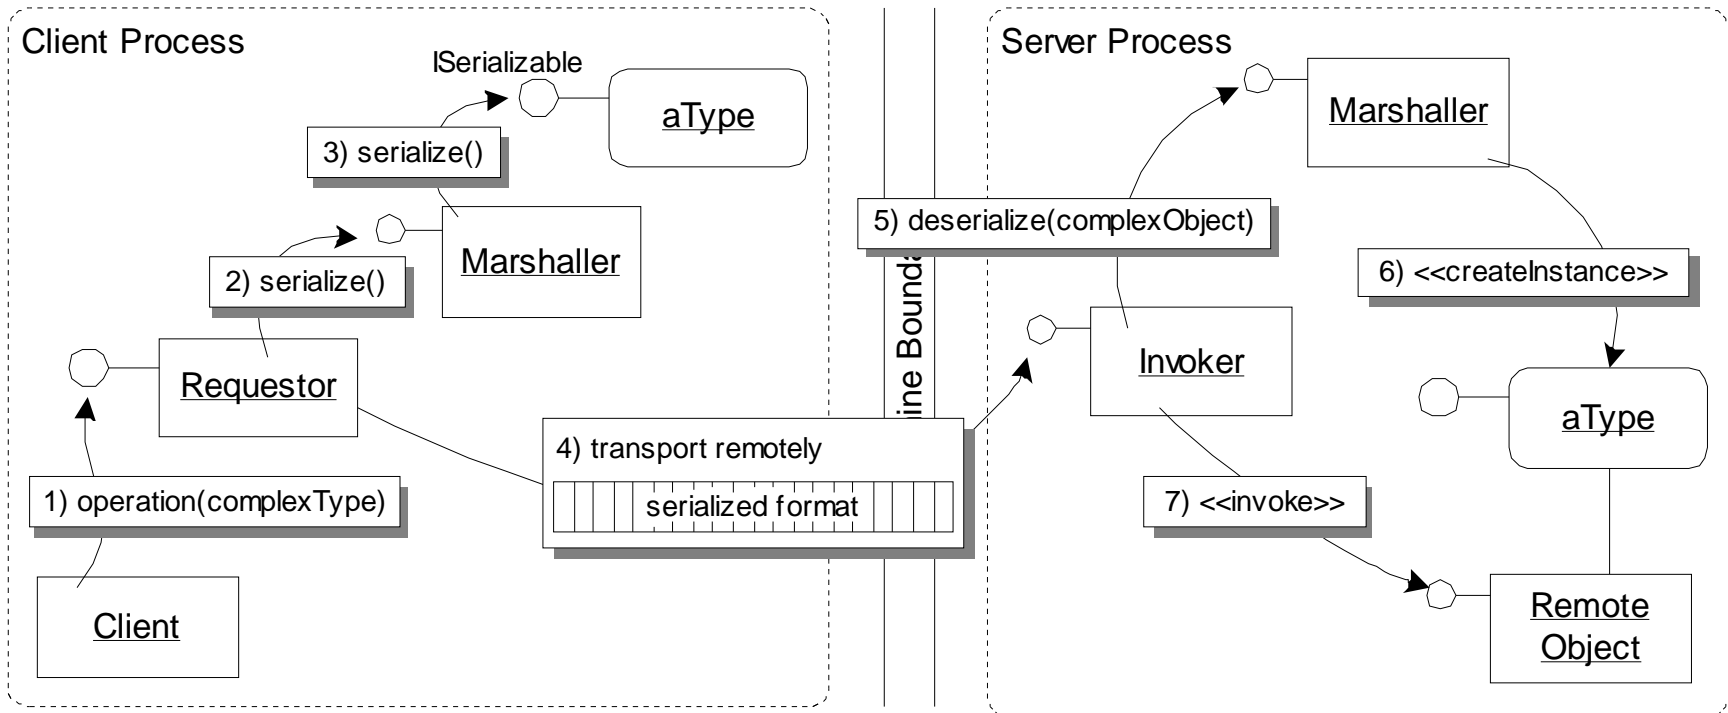 Client Process
ISerializable
aType
3) serialize()
Marshaller
2) serialize()
Requestor
1) operation(complexType)
Client
4) transport remotely
serialized format
Server Process
Marshaller
5) deserialize(complexObject)
6) <<createInstance>>
Invoker
aType
7) <<invoke>>
Remote
Object